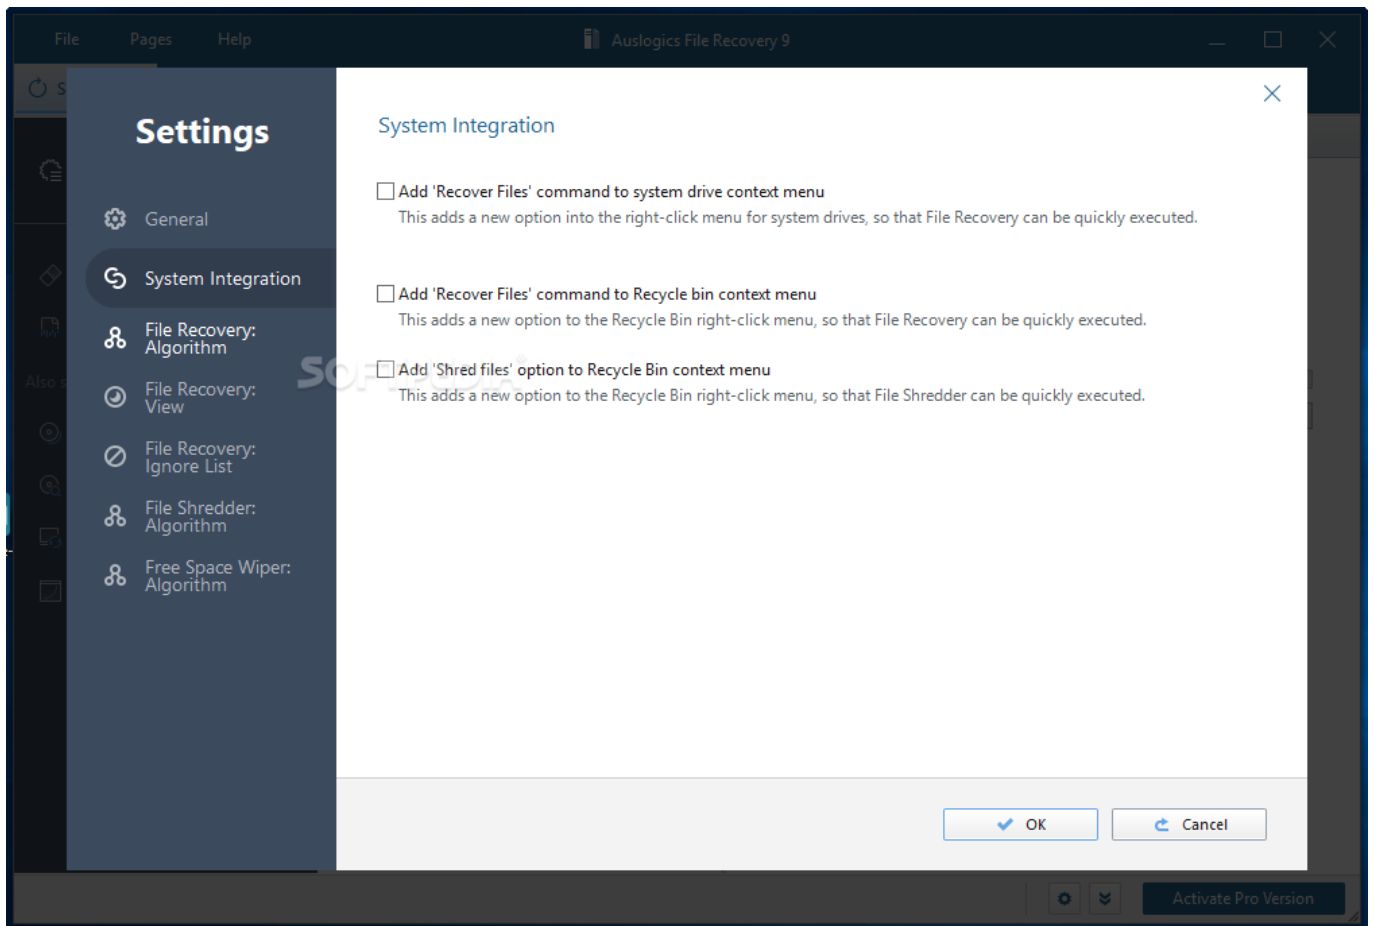 File Pages Help
Auslogics File Recovery 9
S
Settings
General
System Integration
File Recovery:
Algorithm
File Recovery:
View
File Recovery:
Ignore List
File Shredder:
Algorithm
Free Space Wiper:
Algorithm
Also s
System Integration
Add 'Recover Files' command to system drive context menu
This adds a new option into the right-click menu for system drives, so that File Recovery can be quickly executed.
Add 'Recover Files' command to Recycle bin context menu
This adds a new option to the Recycle Bin right-click menu, so that File Recovery can be quickly executed.
SOFTPEDIA
Add 'Shred files' option to Recycle Bin context menu
This adds a new option to the Recycle Bin right-click menu, so that File Shredder can be quickly executed.
OK
Cancel
Activate Pro Version